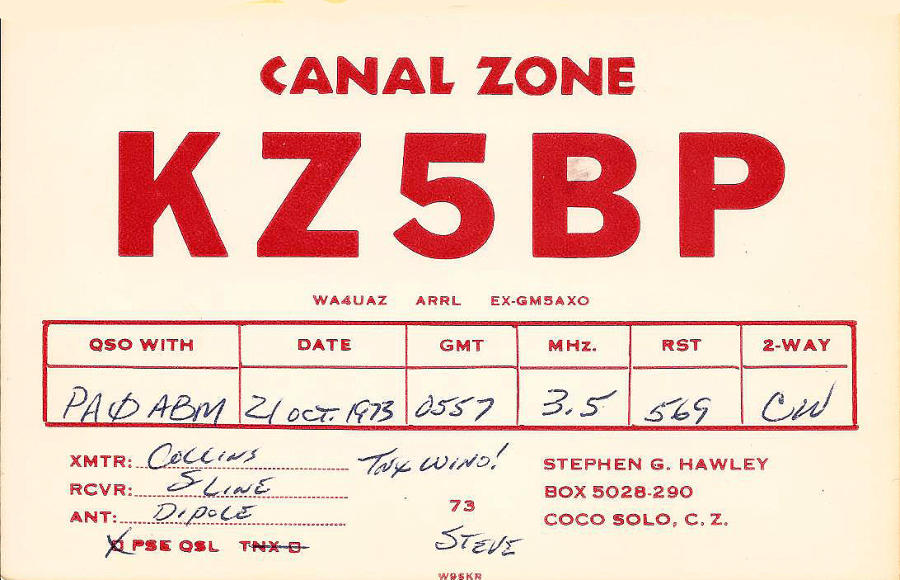 CANAL ZONE
KZ5BP
WA4UAZ ARRL EX-GM5AXO
QSO WITH DATE GMT MHz. RST 2-WAY
PAØABM 21 OCT. 1973 0557 3.5 569 CW
XMTR: COLLINS TNX WINO!
RCVR: S LINE
ANT: DIPOLE
STEPHEN G. HAWLEY
BOX 5028-290
COCO SOLO, C. Z.
X PSE QSL TNX
73
STEVE
W9SKR